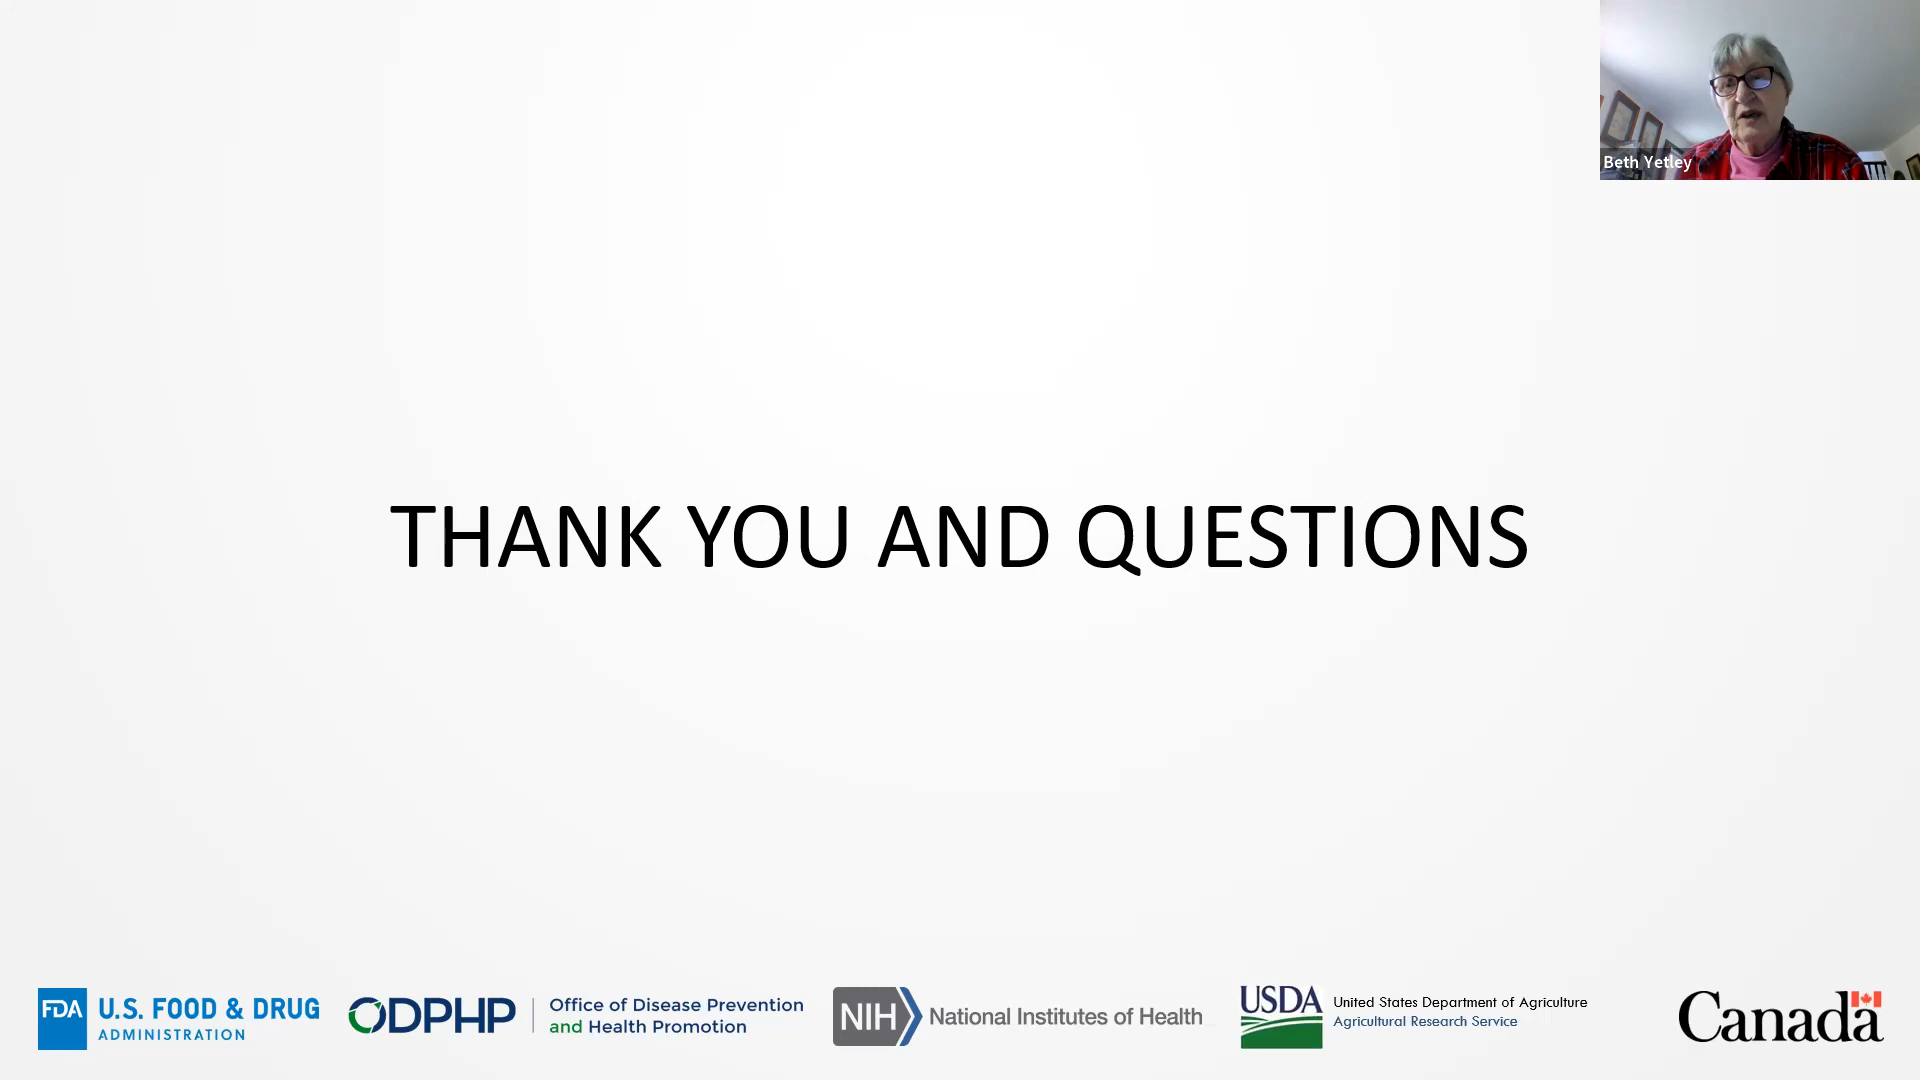 Beth Yetley
THANK YOU AND QUESTIONS
FDA
U.S. FOOD & DRUG
ADMINISTRATION
ODPHP
Office of Disease Prevention
and Health Promotion
NIH
National Institutes of Health
USDA
United States Department of Agriculture
Agricultural Research Service
Canada